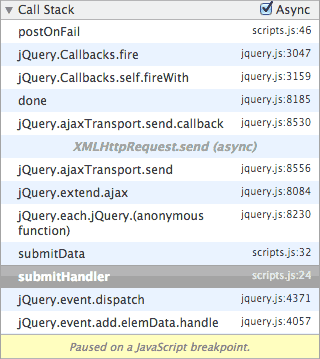 ▼ Call Stack Async
postOnFail scripts.js:46
jQuery.Callbacks.fire jquery.js:3047
jQuery.Callbacks.self.fireWith jquery.js:3159
done jquery.js:8185
jQuery.ajaxTransport.send.callback jquery.js:8530
XMLHttpRequest.send (async)
jQuery.ajaxTransport.send jquery.js:8556
jQuery.extend.ajax jquery.js:8084
jQuery.each.jQuery.(anonymous jquery.js:8230
function)
submitData scripts.js:32
submitHandler scripts.js:24
jQuery.event.dispatch jquery.js:4371
jQuery.event.add.elemData.handle jquery.js:4057
Paused on a JavaScript breakpoint.